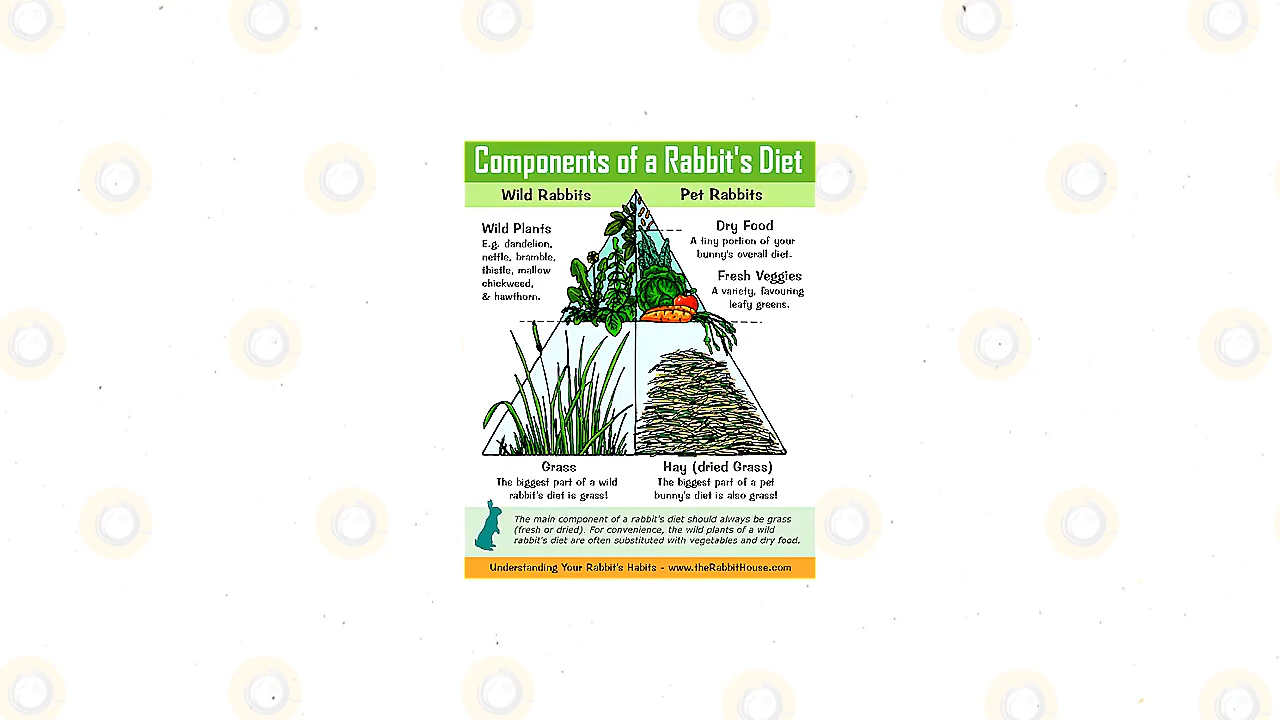 Components of a Rabbit's Diet
Wild Rabbits
Pet Rabbits
Wild Plants
E.g. dandelion,
nettle, bramble,
thistle, mallow
chickweed,
& hawthorn.
Dry Food
A tiny portion of your
bunny's overall diet.
Fresh Veggies
A variety, favouring
leafy greens.
Grass
The biggest part of a wild
rabbit's diet is grass!
Hay (dried Grass)
The biggest part of a pet
bunny's diet is also grass!
The main component of a rabbit's diet should always be grass
(fresh or dried). For convenience, the wild plants of a wild
rabbit's diet are often substituted with vegetables and dry food.
Understanding Your Rabbit's Habits - www.theRabbitHouse.com